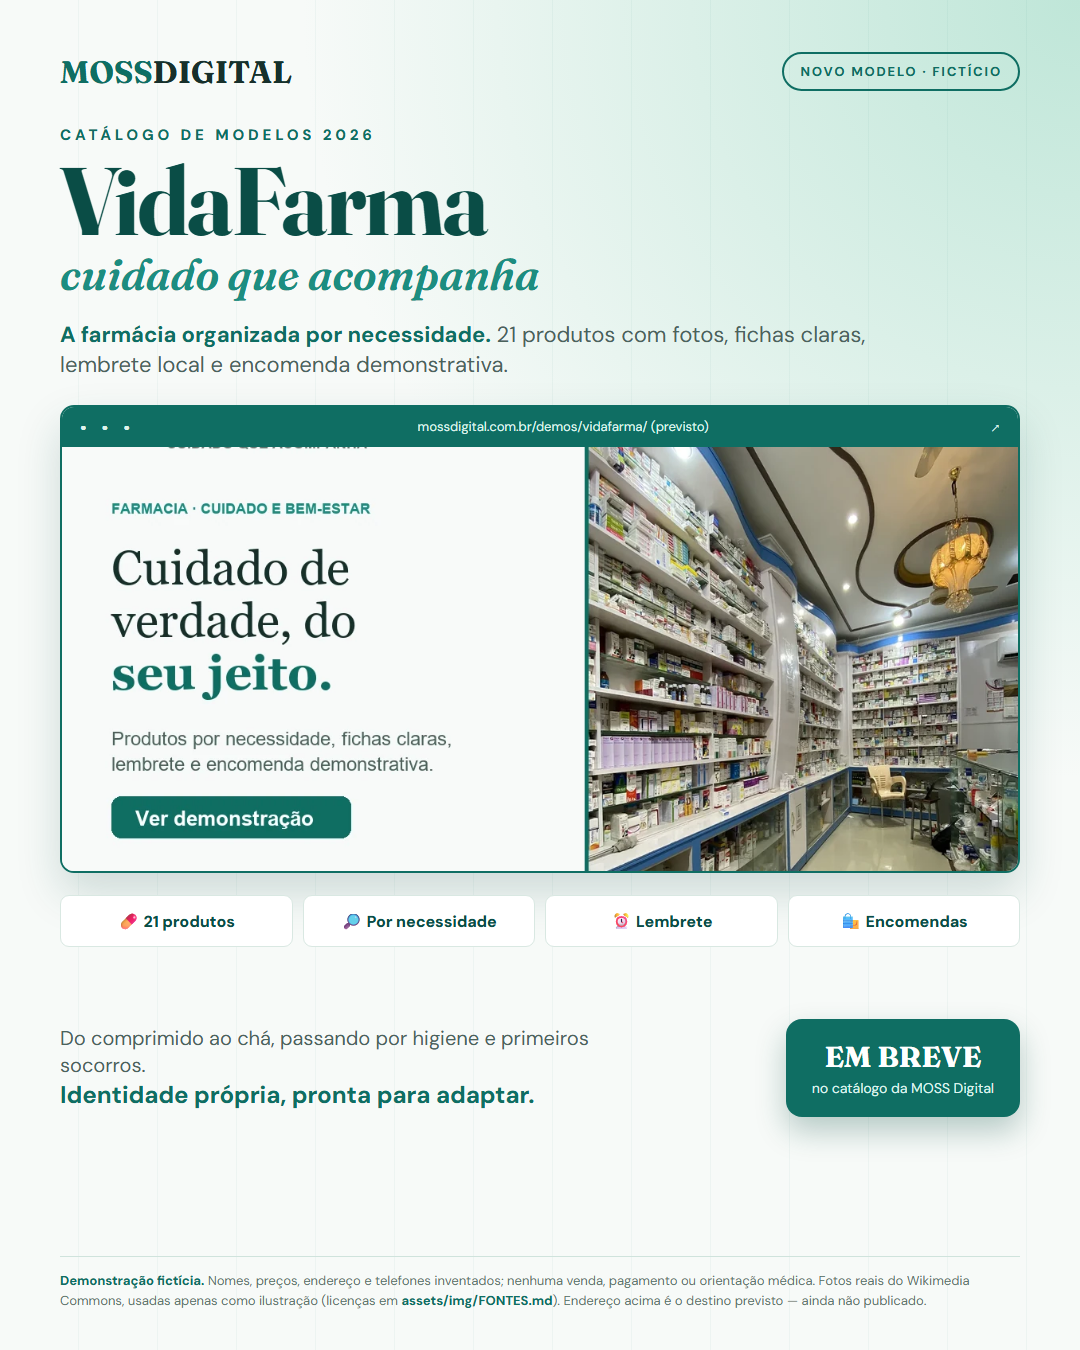 MOSSDIGITAL
NOVO MODELO · FICTÍCIO
CATÁLOGO DE MODELOS 2026
VidaFarma
cuidado que acompanha
A farmácia organizada por necessidade. 21 produtos com fotos, fichas claras,
lembrete local e encomenda demonstrativa.
mossdigital.com.br/demos/vidafarma/ (previsto) ↗
FARMACIA · CUIDADO E BEM-ESTAR
Cuidado de
verdade, do
seu jeito.
Produtos por necessidade, fichas claras,
lembrete e encomenda demonstrativa.
Ver demonstração
21 produtos
Por necessidade
Lembrete
Encomendas
Do comprimido ao chá, passando por higiene e primeiros
socorros.
Identidade própria, pronta para adaptar.
EM BREVE
no catálogo da MOSS Digital
Demonstração fictícia. Nomes, preços, endereço e telefones inventados; nenhuma venda, pagamento ou orientação médica. Fotos reais do Wikimedia
Commons, usadas apenas como ilustração (licenças em assets/img/FONTES.md). Endereço acima é o destino previsto — ainda não publicado.